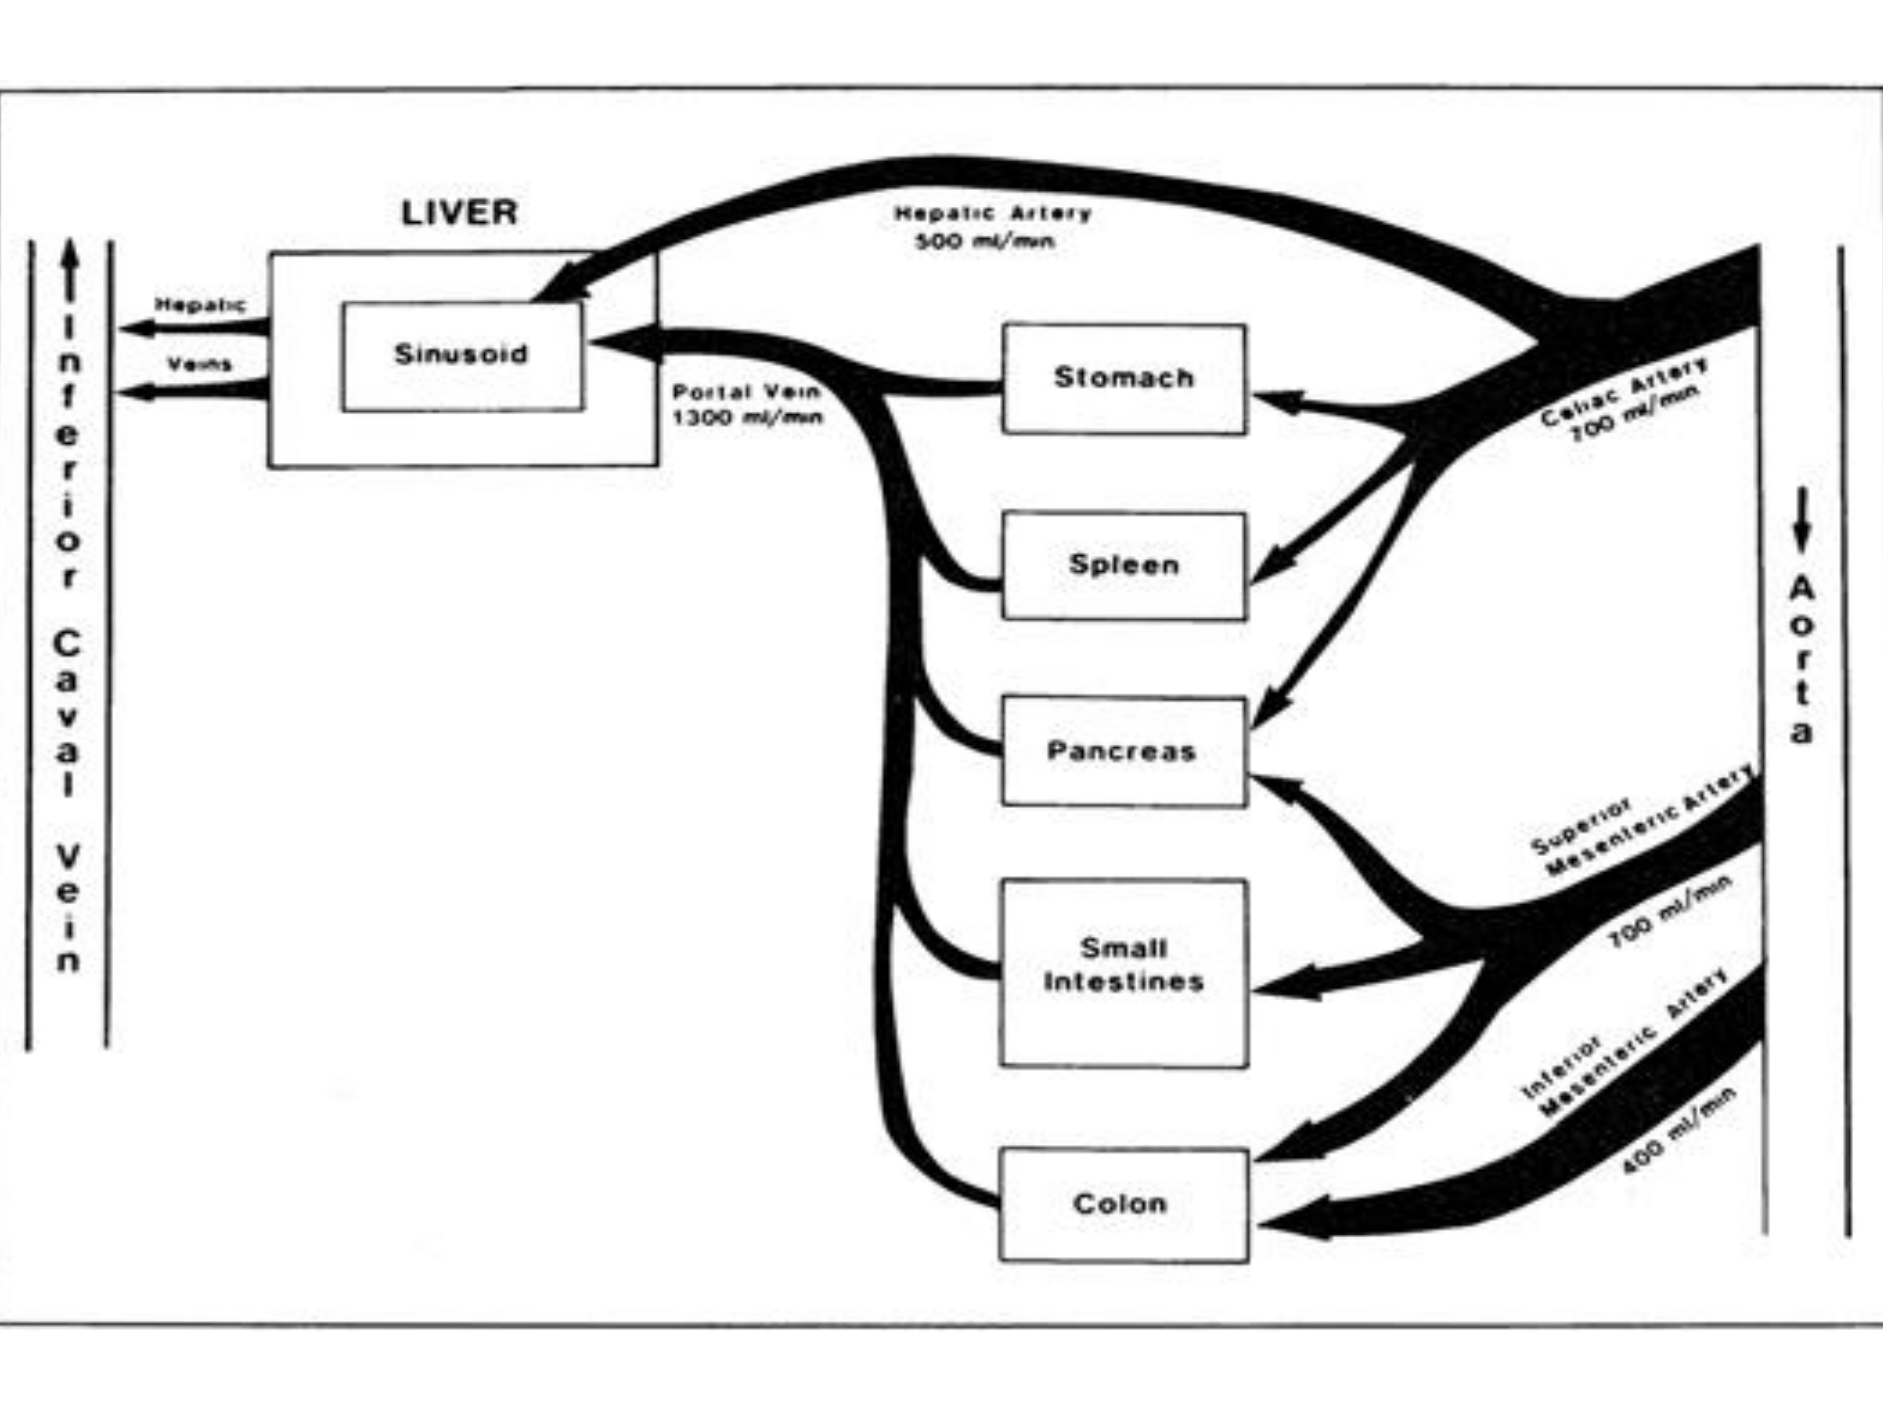 LIVER
Hepatic Artery
500 ml/min
Hepatic
Veins
Sinusoid
Portal Vein
1300 ml/min
Stomach
Celiac Artery
700 ml/min
Spleen
Pancreas
Superior
Mesenteric Artery
700 ml/min
Small
Intestines
Inferior
Mesenteric Artery
400 ml/min
Colon
Inferior Caval Vein
Aorta